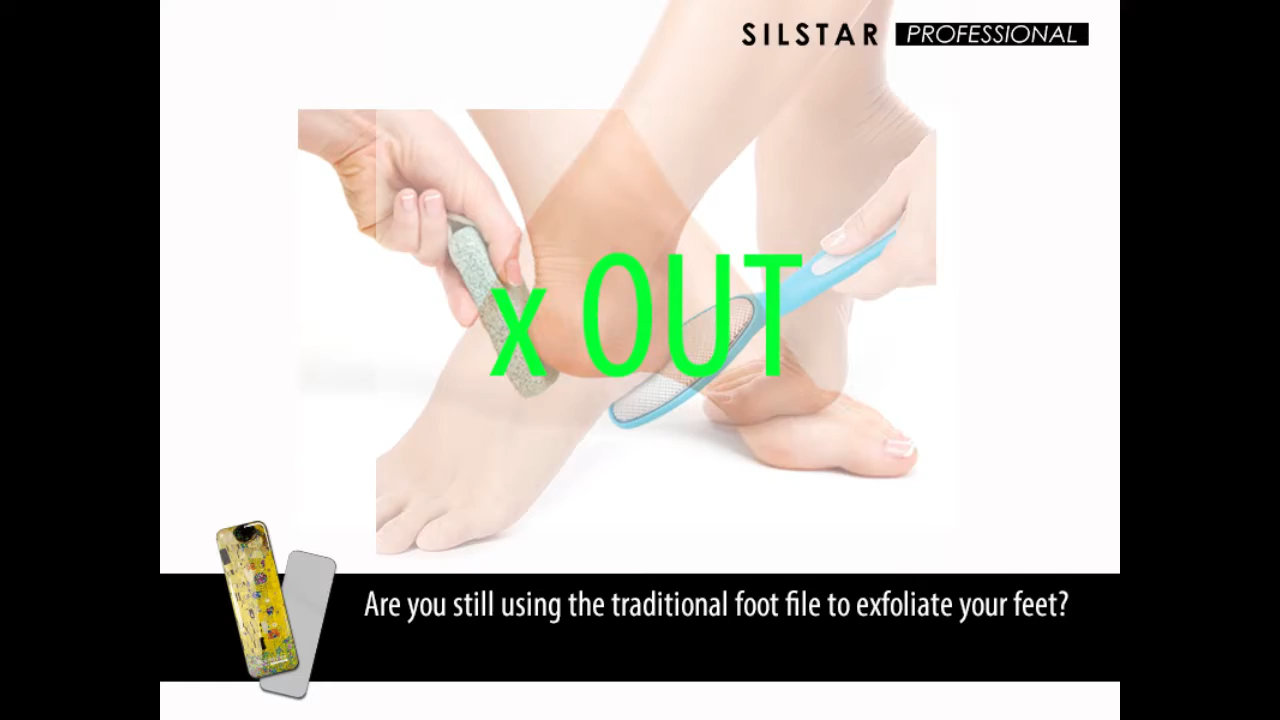 SILSTAR PROFESSIONAL
x OUT
Are you still using the traditional foot file to exfoliate your feet?